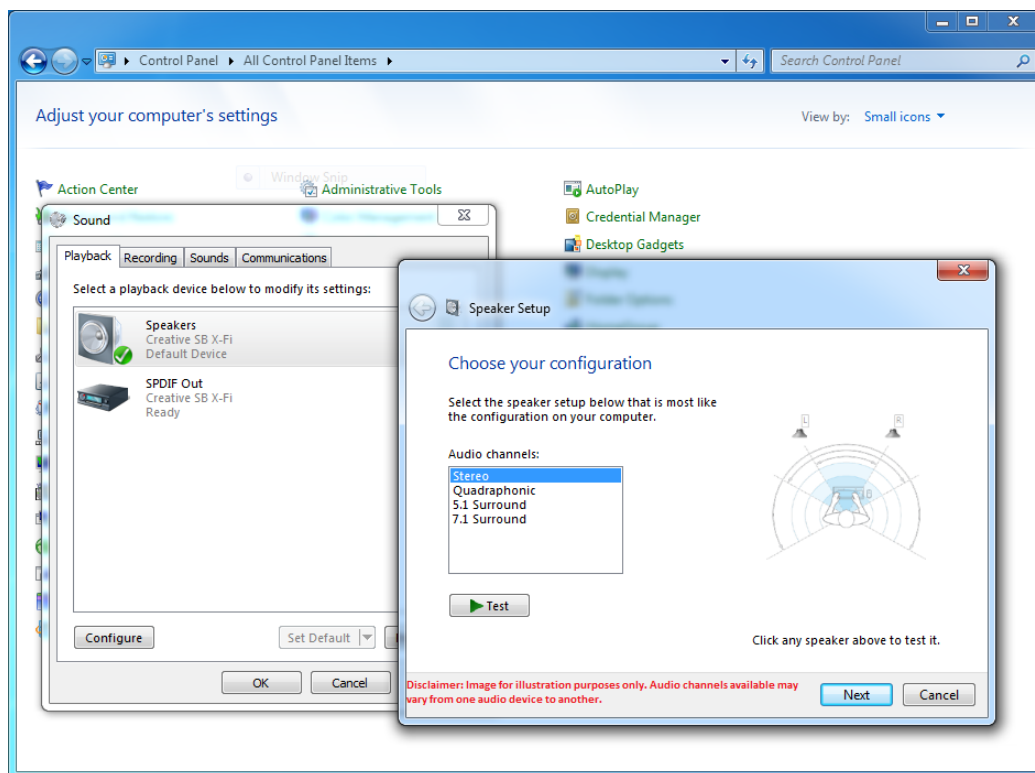 Control Panel
All Control Panel Items
Search Control Panel
Adjust your computer's settings
View by: Small icons
Window Snip
Action Center
Administrative Tools
AutoPlay
Credential Manager
Desktop Gadgets
Sound
Playback
Recording
Sounds
Communications
Select a playback device below to modify its settings:
Speakers
Creative SB X-Fi
Default Device
SPDIF Out
Creative SB X-Fi
Ready
Configure
Set Default
OK
Cancel
Speaker Setup
Choose your configuration
Select the speaker setup below that is most like
the configuration on your computer.
Audio channels:
Stereo
Quadraphonic
5.1 Surround
7.1 Surround
Test
L
R
Click any speaker above to test it.
Disclaimer: Image for illustration purposes only. Audio channels available may
vary from one audio device to another.
Next
Cancel